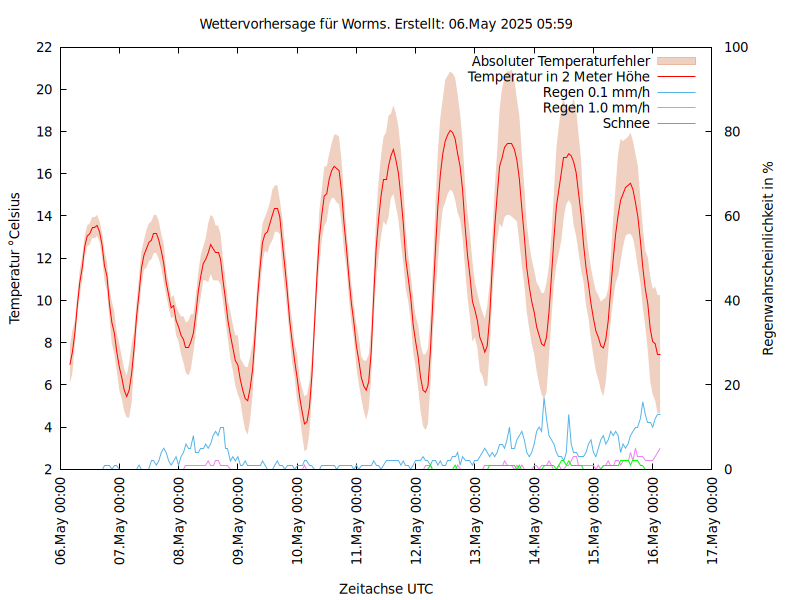 Wettervorhersage für Worms. Erstellt: 06.May 2025 05:59
Temperatur °Celsius
22
20
18
16
14
12
10
8
6
4
2
Absoluter Temperaturfehler
Temperatur in 2 Meter Höhe
Regen 0.1 mm/h
Regen 1.0 mm/h
Schnee
100
80
60
40
20
0
Regenwahrscheinlichkeit in %
06.May 00:00
07.May 00:00
08.May 00:00
09.May 00:00
10.May 00:00
11.May 00:00
12.May 00:00
13.May 00:00
14.May 00:00
15.May 00:00
16.May 00:00
17.May 00:00
Zeitachse UTC